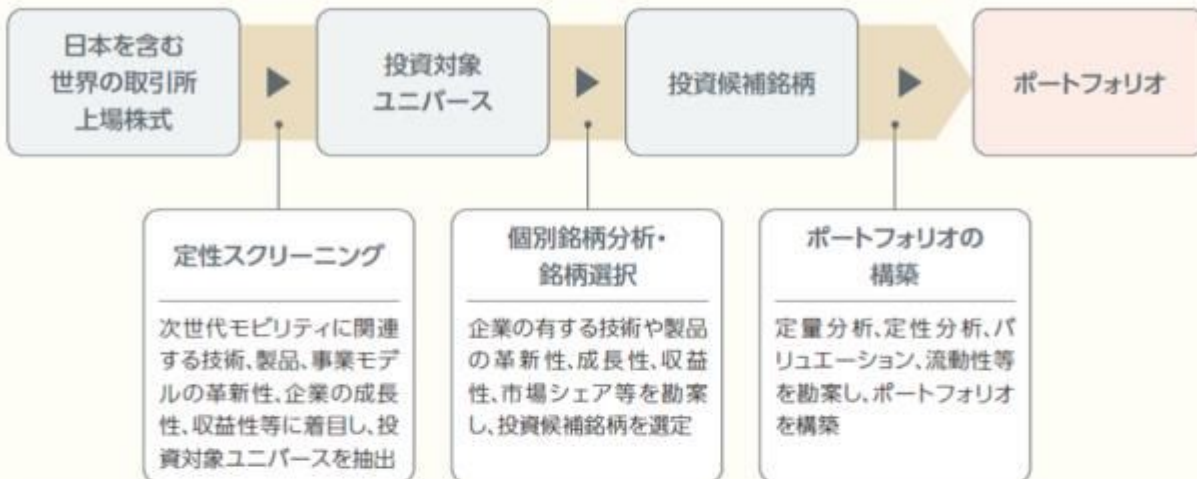 日本を含む
世界の取引所
上場株式
投資対象
ユニバース
投資候補銘柄
ポートフォリオ
定性スクリーニング
次世代モビリティに関連
する技術、製品、事業モデ
ルの革新性、企業の成長
性、収益性等に着目し、投
資対象ユニバースを抽出
個別銘柄分析・
銘柄選択
企業の有する技術や製品
の革新性、成長性、収益
性、市場シェア等を勘案
し、投資候補銘柄を選定
ポートフォリオの
構築
定量分析、定性分析、バ
リュエーション、流動性等
を勘案し、ポートフォリオ
を構築